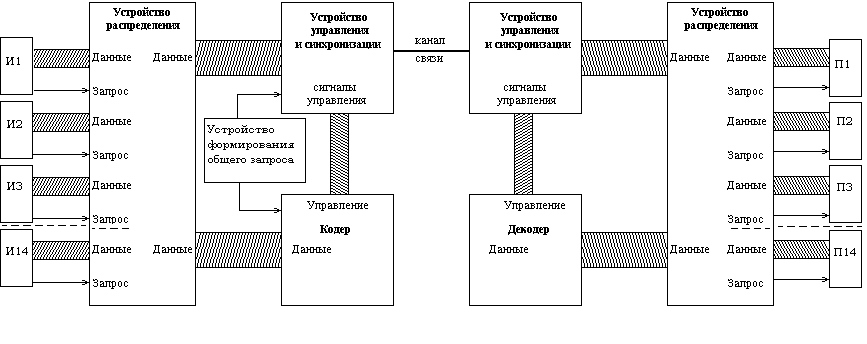 Устройство
распределения
Устройство
управления
и синхронизации
Устройство
управления
и синхронизации
Устройство
распределения
канал
связи
И1
Данные
Данные
Запрос
сигналы
управления
сигналы
управления
Данные
Данные
Запрос
П1
И2
Данные
Запрос
Устройство
формирования
общего запроса
Данные
Запрос
П2
И3
Данные
Запрос
Управление
Кодер
Управление
Декодер
Данные
Запрос
П3
И14
Данные
Данные
Запрос
Данные
Данные
Данные
Данные
Запрос
П14